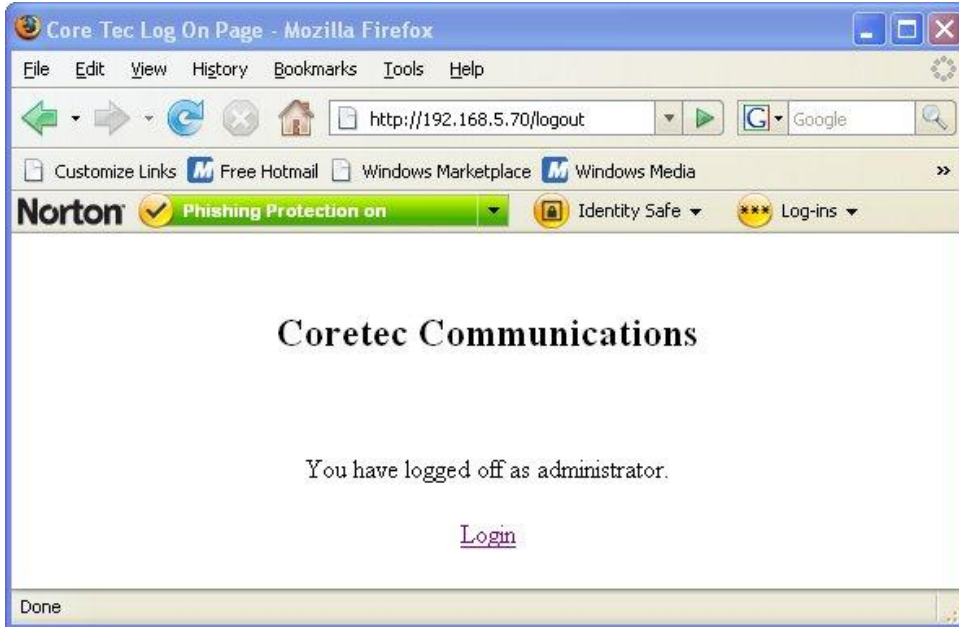 Core Tec Log On Page - Mozilla Firefox
File Edit View History Bookmarks Tools Help
http://192.168.5.70/logout G Google
Customize Links M Free Hotmail Windows Marketplace M Windows Media »
Norton Phishing Protection on Identity Safe *** Log-ins
Coretec Communications
You have logged off as administrator.
Login
Done